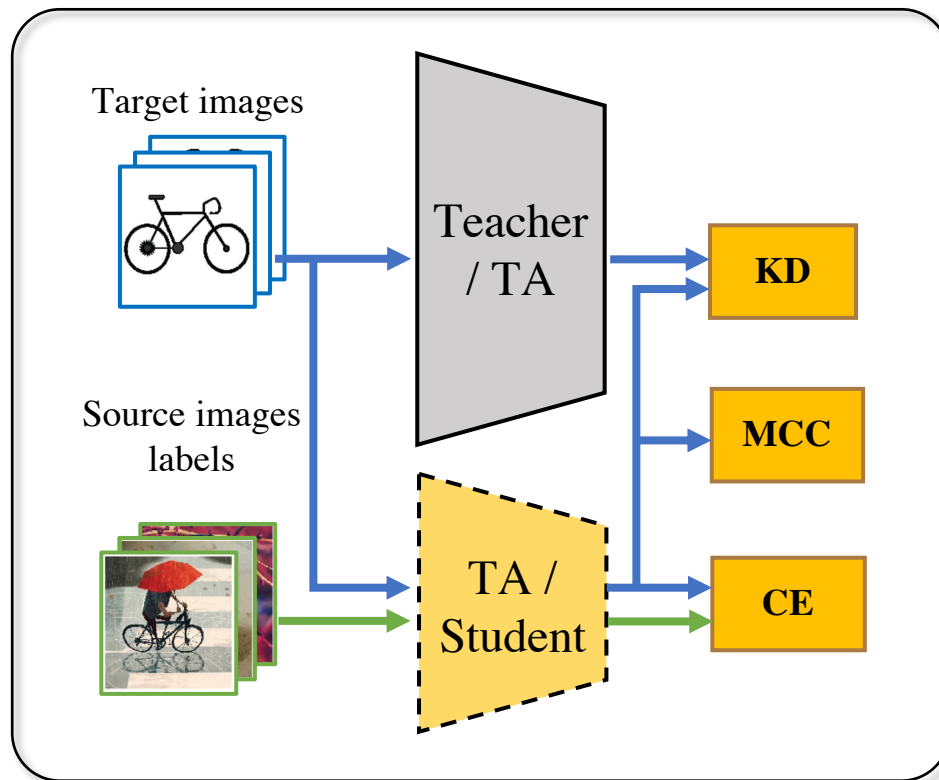 Target images
Teacher
/ TA
KD
Source images
labels
MCC
TA /
Student
CE